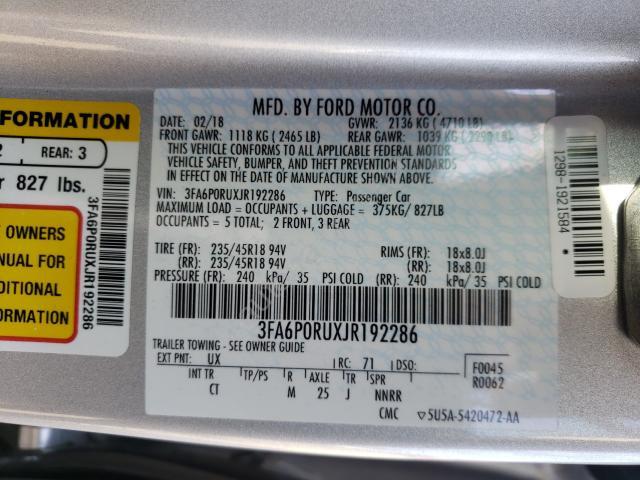 FORMATION
2 REAR: 3
r 827 lbs.
OWNERS
NUAL FOR
DITIONAL
FORMATION
3FA6P0RUXJR192286
MFD. BY FORD MOTOR CO.
DATE: 02/18 GVWR: 2136 KG ( 4710 LB)
FRONT GAWR: 1118 KG ( 2465 LB) REAR GAWR: 1039 KG ( 2290 LB)
THIS VEHICLE CONFORMS TO ALL APPLICABLE FEDERAL MOTOR
VEHICLE SAFETY, BUMPER, AND THEFT PREVENTION STANDARDS
IN EFFECT ON THE DATE OF MANUFACTURE SHOWN ABOVE.
VIN: 3FA6P0RUXJR192286 TYPE: Passenger Car
MAXIMUM LOAD = OCCUPANTS + LUGGAGE = 375KG/ 827LB
OCCUPANTS = 5 TOTAL; 2 FRONT, 3 REAR
TIRE (FR): 235/45R18 94V RIMS (FR): 18x8.0J
(RR): 235/45R18 94V (RR): 18x8.0J
PRESSURE (FR): 240 kPa/ 35 PSI COLD (RR): 240 kPa/ 35 PSI COLD
3FA6P0RUXJR192286
TRAILER TOWING - SEE OWNER GUIDE
EXT PNT: UX RC: 71 DSO: F0045
R0062
INT TR TP/PS R AXLE TR SPR
CT M 25 J NNRR
CMC ▽5U5A-5420472-AA
1298-1921584